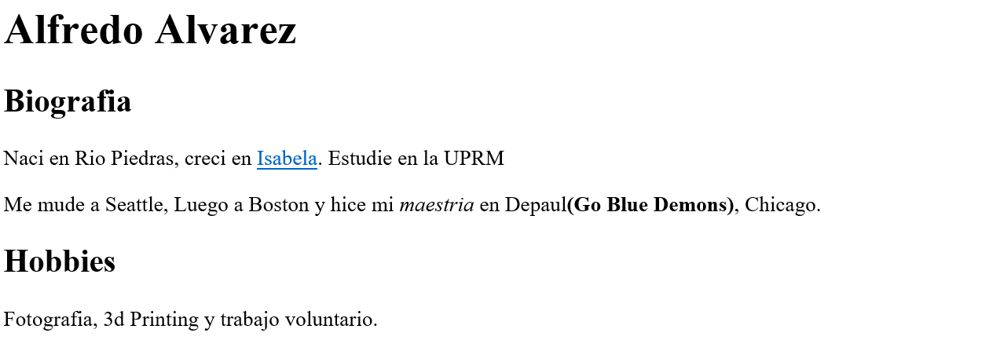 Alfredo Alvarez
Biografia
Naci en Rio Piedras, creci en Isabela. Estudie en la UPRM
Me mude a Seattle, Luego a Boston y hice mi maestria en Depaul(Go Blue Demons), Chicago.
Hobbies
Fotografia, 3d Printing y trabajo voluntario.